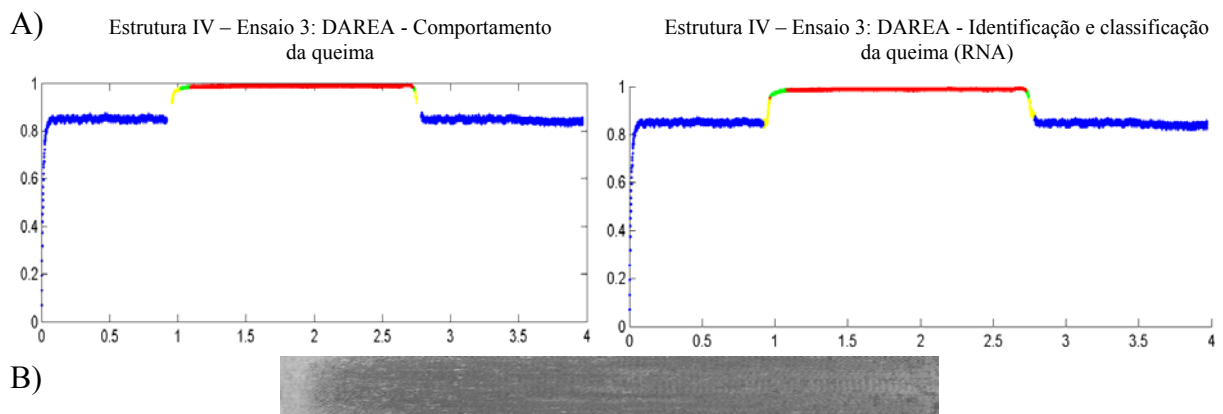 A)
Estrutura IV – Ensaio 3: DAREA - Comportamento
da queima
Estrutura IV – Ensaio 3: DAREA - Identificação e classificação
da queima (RNA)
1
0.8
0.6
0.4
0.2
0
0 0.5 1 1.5 2 2.5 3 3.5 4
1
0.8
0.6
0.4
0.2
0
0 0.5 1 1.5 2 2.5 3 3.5 4
B)